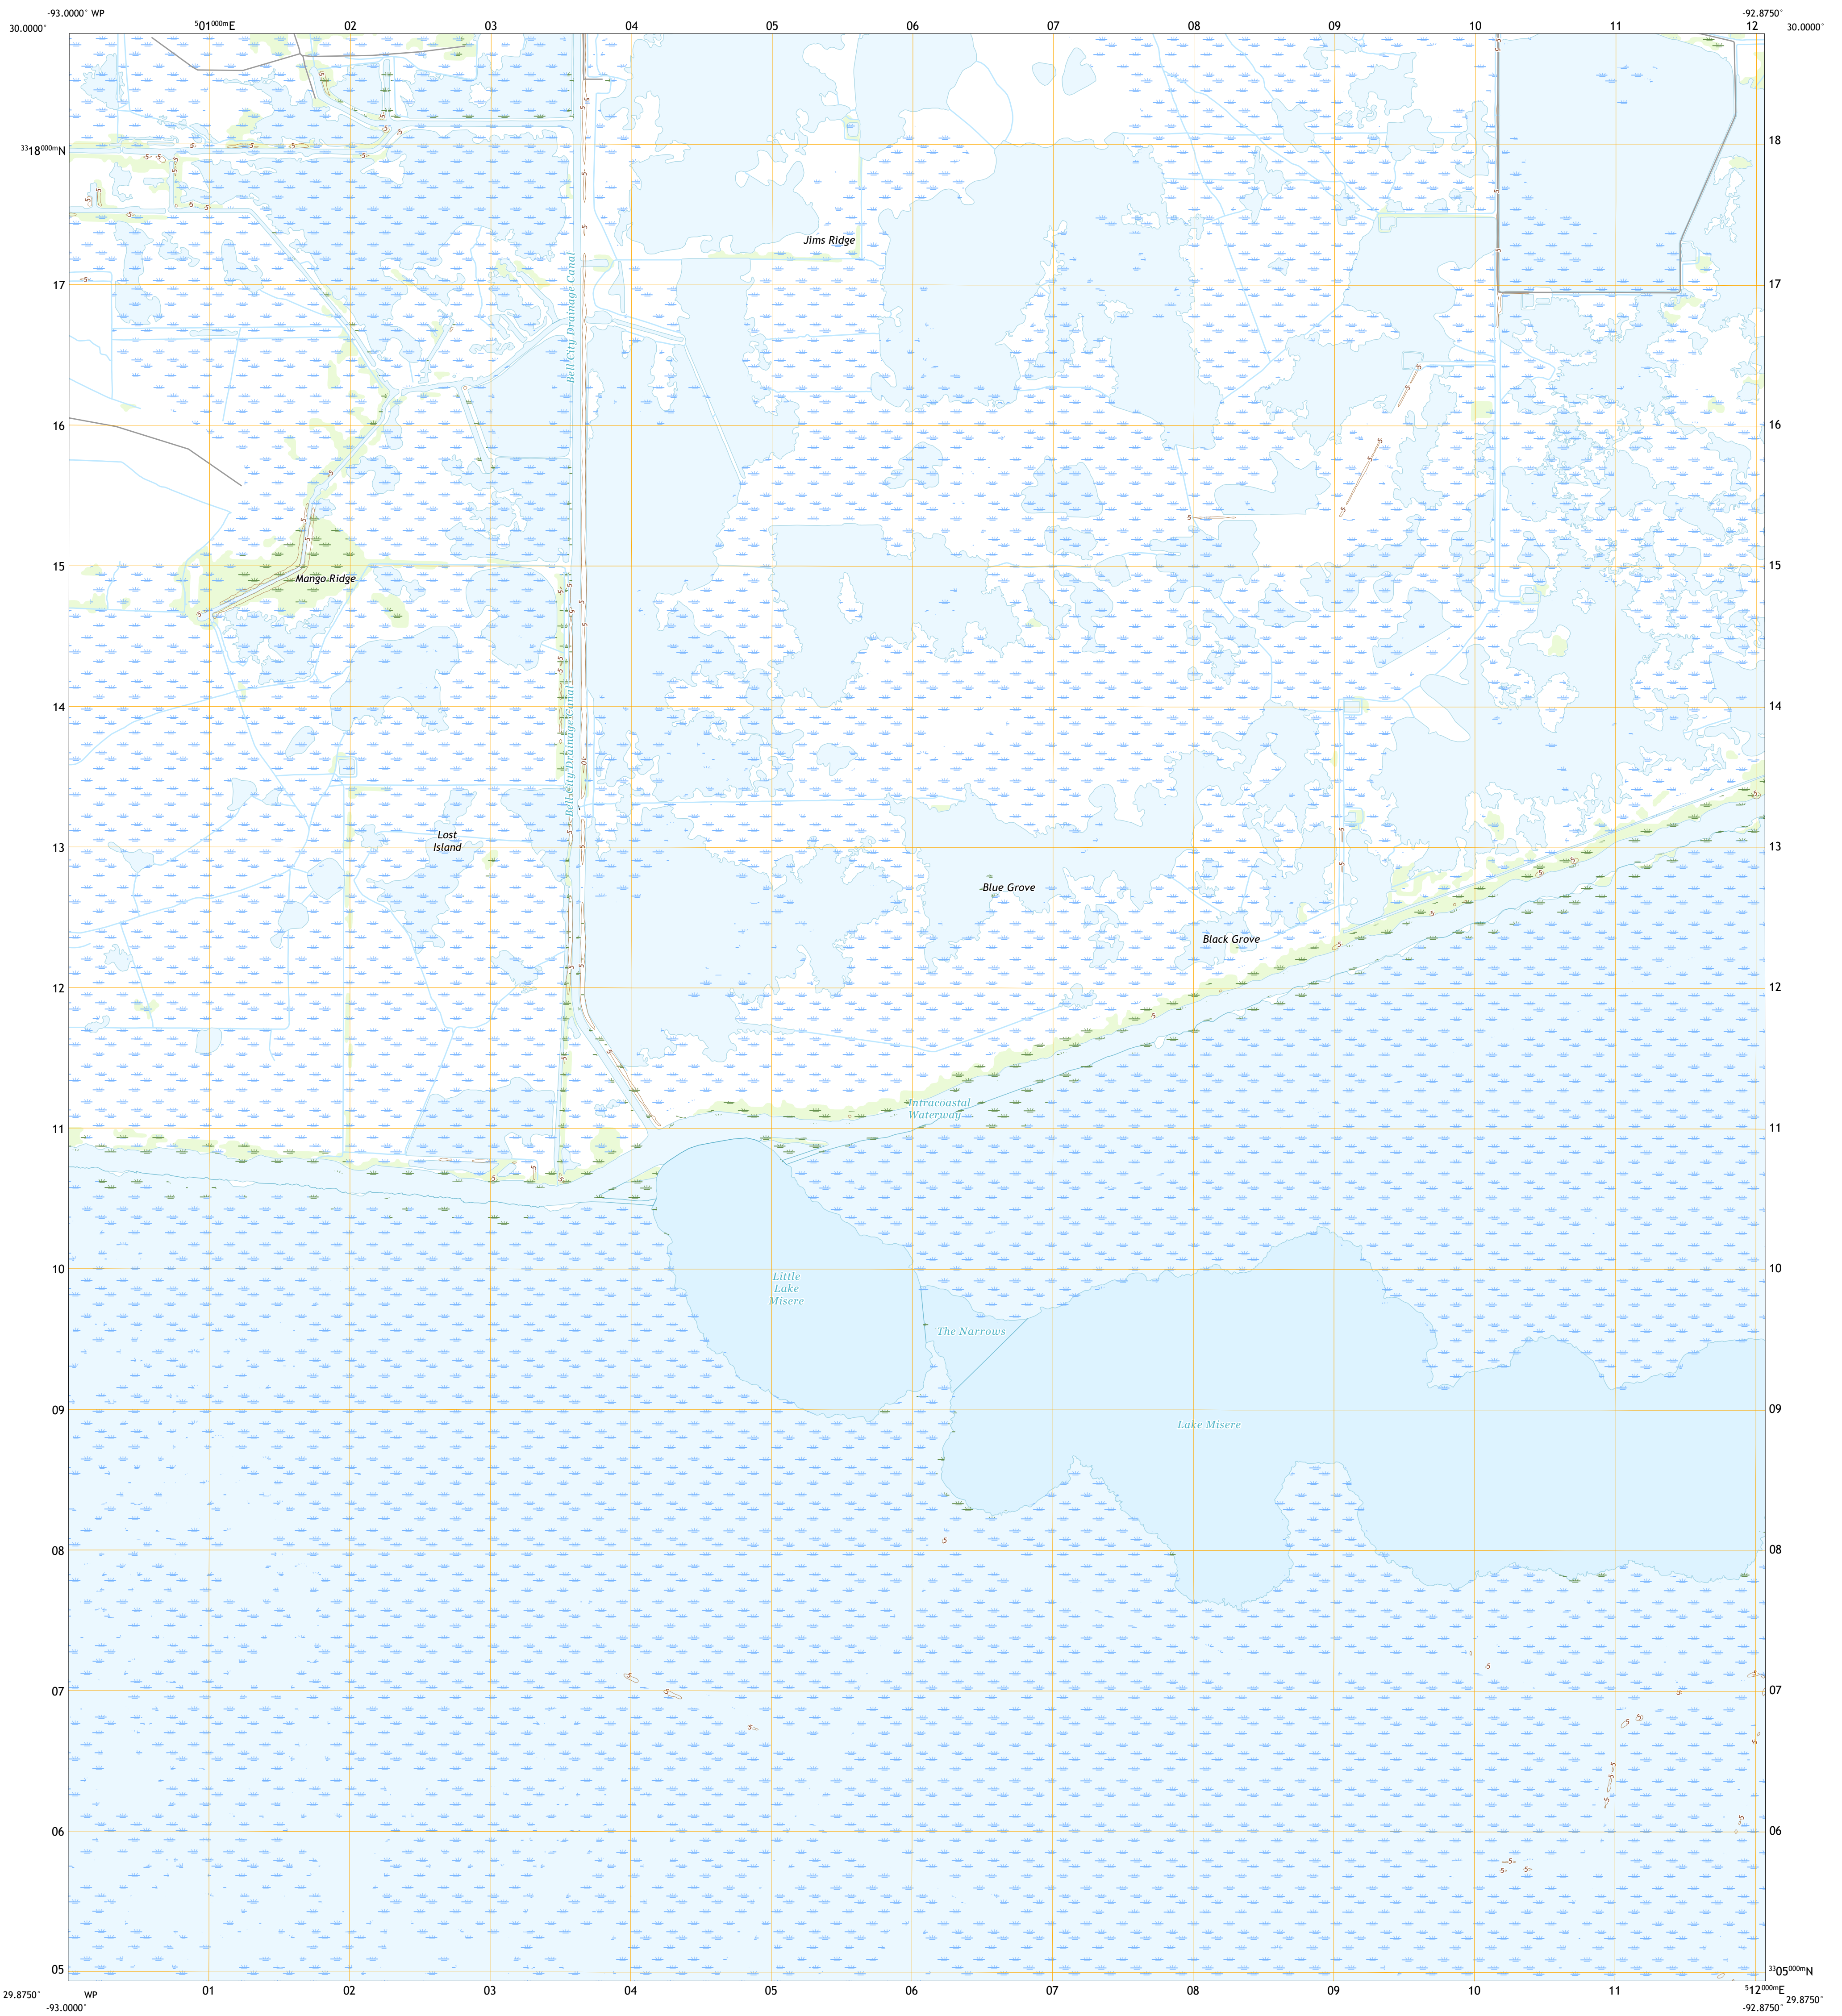 -93.0000° WP
-92.8750°
30.0000°
⁵01⁰⁰⁰ᵐE 02 03 04 05 06 07 08 09 10 11 12
30.0000°
³³18⁰⁰⁰ᵐN
18
Jims Ridge
Bell City Drainage Canal
17
17
16
16
15
15
Mango Ridge
Bell City Drainage Canal
14
14
Lost
Island
13
13
Blue Grove
Black Grove
12
12
Intracoastal
Waterway
11
11
10
10
Little
Lake
Misere
The Narrows
09
09
Lake Misere
08
08
07
07
06
06
05
³³05⁰⁰⁰ᵐN
29.8750°
WP
01 02 03 04 05 06 07 08 09 10 11 ⁵12⁰⁰⁰ᵐE
29.8750°
-93.0000°
-92.8750°